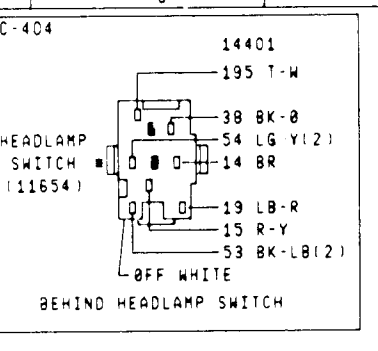 C-404
14401
195 T-W
38 BK-O
HEADLAMP
SWITCH
(11654)
54 LG Y(2)
14 BR
19 LB-R
15 R-Y
53 BK-LB(2)
OFF WHITE
BEHIND HEADLAMP SWITCH